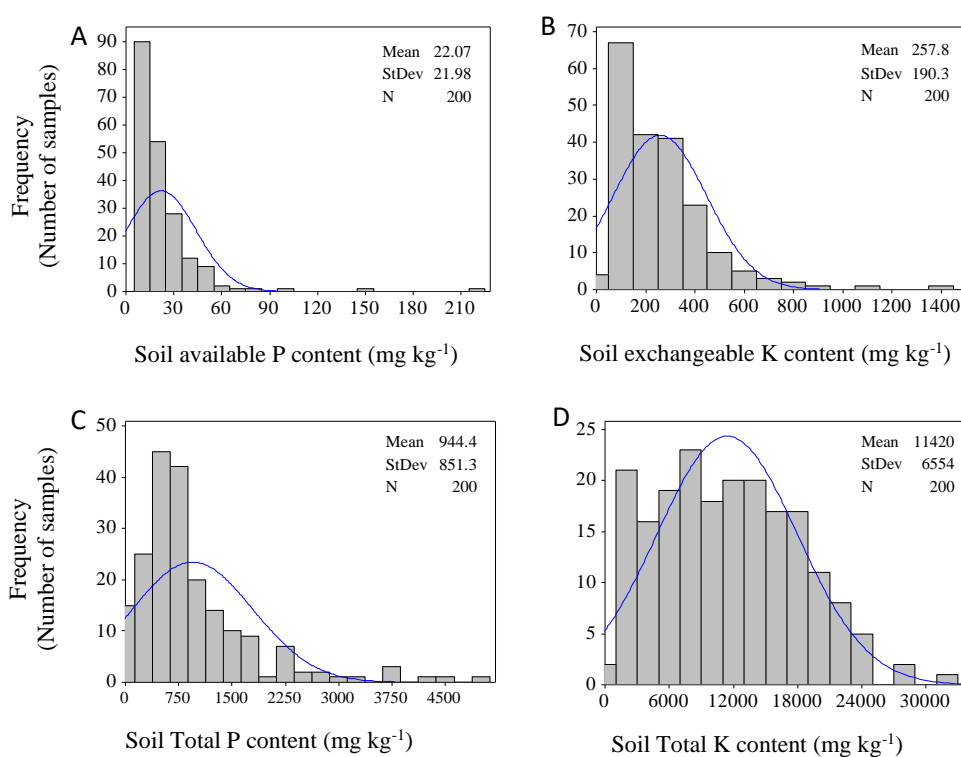 A
Mean 22.07
StDev 21.98
N 200
90
80
70
60
50
40
30
20
10
0
0 30 60 90 120 150 180 210
Frequency
(Number of samples)
Soil available P content (mg kg-1)
B
Mean 257.8
StDev 190.3
N 200
70
60
50
40
30
20
10
0
0 200 400 600 800 1000 1200 1400
Soil exchangeable K content (mg kg-1)
C
Mean 944.4
StDev 851.3
N 200
50
40
30
20
10
0
0 750 1500 2250 3000 3750 4500
Frequency
(Number of samples)
Soil Total P content (mg kg-1)
D
Mean 11420
StDev 6554
N 200
25
20
15
10
5
0
0 6000 12000 18000 24000 30000
Soil Total K content (mg kg-1)